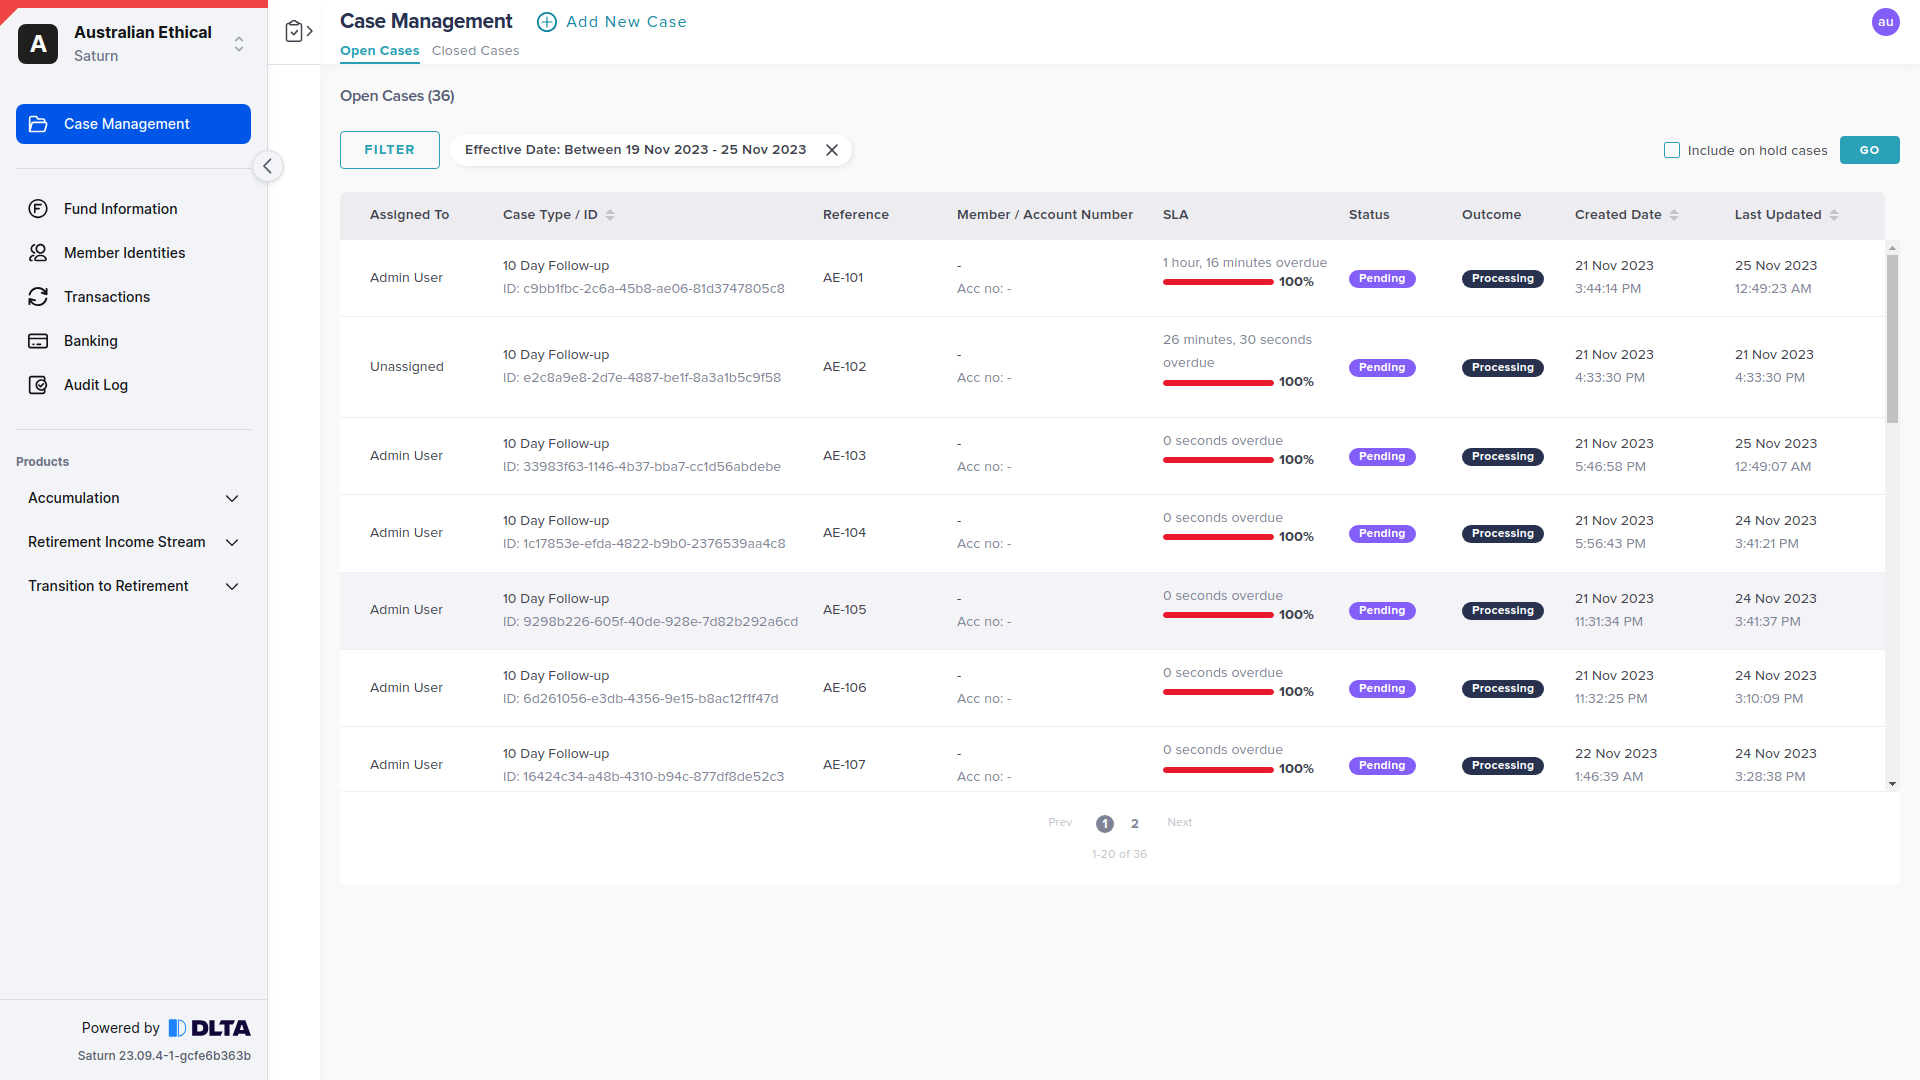 A
Australian Ethical
Saturn
Case Management
Fund Information
Member Identities
Transactions
Banking
Audit Log
Products
Accumulation
Retirement Income Stream
Transition to Retirement
Powered by DLTA
Saturn 23.09.4-1-gcfe6b363b
Case Management
Add New Case
au
Open Cases Closed Cases
Open Cases (36)
FILTER
Effective Date: Between 19 Nov 2023 - 25 Nov 2023
Include on hold cases
GO
Assigned To Case Type / ID Reference Member / Account Number SLA Status Outcome Created Date Last Updated
Admin User
10 Day Follow-up
ID: c9bb1fbc-2c6a-45b8-ae06-81d3747805c8
AE-101
-
Acc no: -
1 hour, 16 minutes overdue
100%
Pending
Processing
21 Nov 2023
3:44:14 PM
25 Nov 2023
12:49:23 AM
Unassigned
10 Day Follow-up
ID: e2c8a9e8-2d7e-4887-be1f-8a3a1b5c9f58
AE-102
-
Acc no: -
26 minutes, 30 seconds
overdue
100%
Pending
Processing
21 Nov 2023
4:33:30 PM
21 Nov 2023
4:33:30 PM
Admin User
10 Day Follow-up
ID: 33983f63-1146-4b37-bba7-cc1d56abdebe
AE-103
-
Acc no: -
0 seconds overdue
100%
Pending
Processing
21 Nov 2023
5:46:58 PM
25 Nov 2023
12:49:07 AM
Admin User
10 Day Follow-up
ID: 1c17853e-efda-4822-b9b0-2376539aa4c8
AE-104
-
Acc no: -
0 seconds overdue
100%
Pending
Processing
21 Nov 2023
5:56:43 PM
24 Nov 2023
3:41:21 PM
Admin User
10 Day Follow-up
ID: 9298b226-605f-40de-928e-7d82b292a6cd
AE-105
-
Acc no: -
0 seconds overdue
100%
Pending
Processing
21 Nov 2023
11:31:34 PM
24 Nov 2023
3:41:37 PM
Admin User
10 Day Follow-up
ID: 6d261056-e3db-4356-9e15-b8ac12f1f47d
AE-106
-
Acc no: -
0 seconds overdue
100%
Pending
Processing
21 Nov 2023
11:32:25 PM
24 Nov 2023
3:10:09 PM
Admin User
10 Day Follow-up
ID: 16424c34-a48b-4310-b94c-877df8de52c3
AE-107
-
Acc no: -
0 seconds overdue
100%
Pending
Processing
22 Nov 2023
1:46:39 AM
24 Nov 2023
3:28:38 PM
Prev 1 2 Next
1-20 of 36